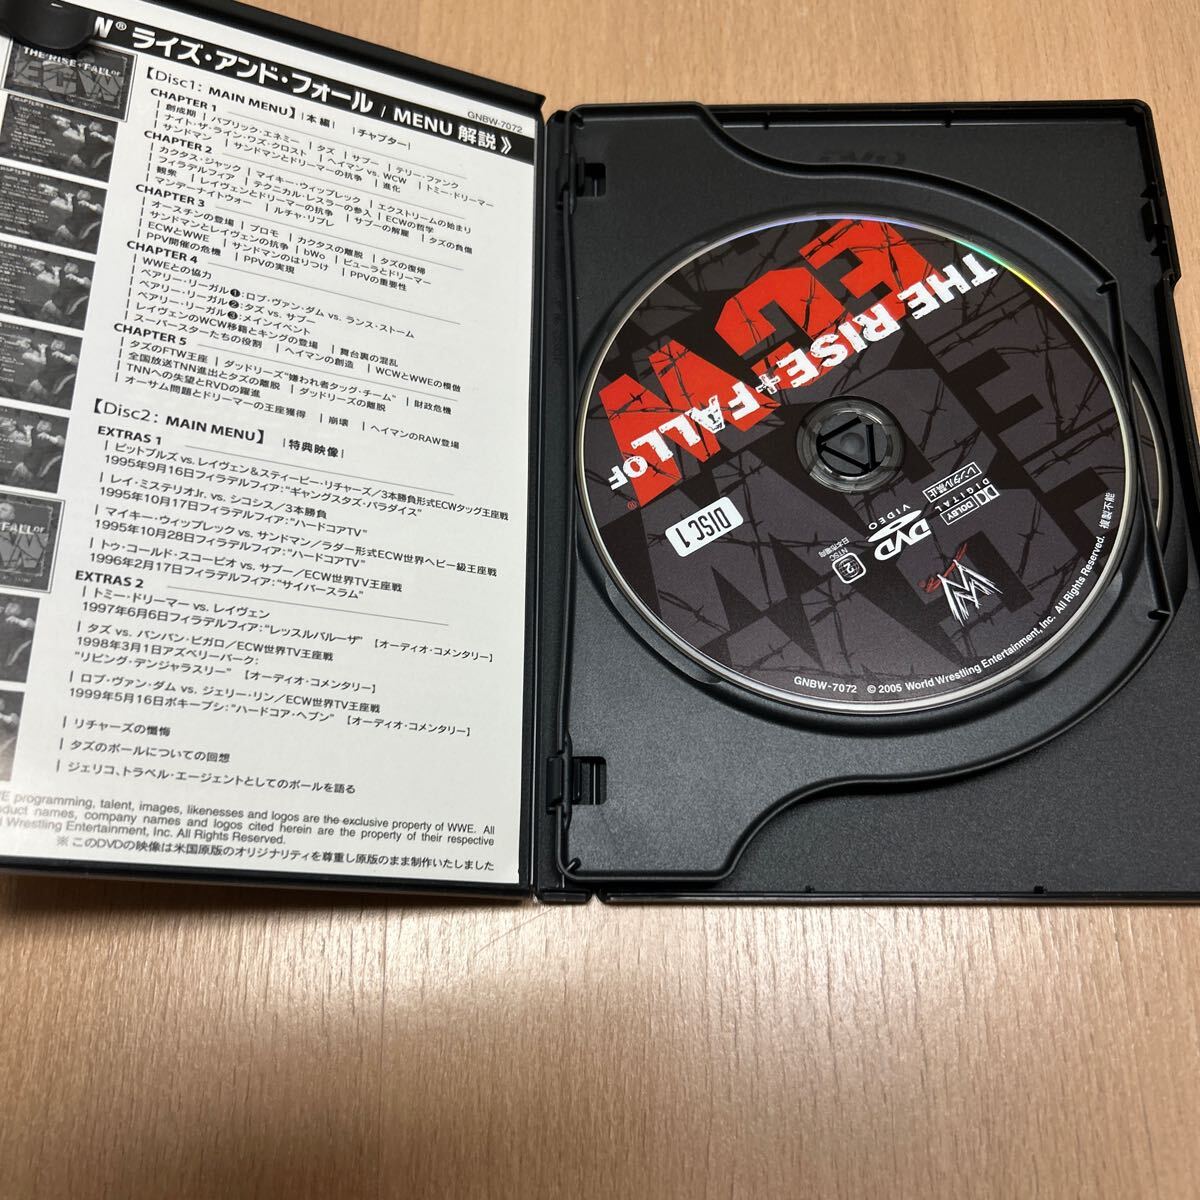 W® ライズ・アンド・フォール / MENU 解説》
GNBW-7072
【Disc1: MAIN MENU】 |本編| |チャプター|
CHAPTER 1
| 創成期 | パブリック・エネミー | タズ | サブー | テリー・ファンク
| ナイト・ザ・ライン・ワズ・クロスト | ヘイマン vs. WCW | トミー・ドリーマー
| サンドマン | サンドマンとドリーマーの抗争 | 進化
CHAPTER 2
| カクタス・ジャック | マイキー・ウィップレック | エクストリームの始まり
| フィラデルフィア | テクニカル・レスラーの参入 | ECWの哲学
| 観衆 | レイヴェンとドリーマーの抗争 | サブーの解雇 | タズの負傷
| マンデーナイトウォー | ルチャ・リブレ
CHAPTER 3
| オースチンの登場 | プロモ | カクタスの離脱 | タズの復帰
| サンドマンとレイヴェンの抗争 | bWo | ビューラとドリーマー
| ECWとWWE | サンドマンのはりつけ | PPVの重要性
| PPV開催の危機 | PPVの実現
CHAPTER 4
| WWEとの協力
| ベアリー・リーガル❶:ロブ・ヴァン・ダム vs. ランス・ストーム
| ベアリー・リーガル❷:タズ vs. サブー
| ベアリー・リーガル❸:メインイベント
| レイヴェンのWCW移籍とキングの登場 | 舞台裏の混乱
| スーパースターたちの役割 | ヘイマンの創造 | WCWとWWEの模倣
CHAPTER 5
| タズのFTW王座 | ダッドリーズ"嫌われ者タッグ・チーム" | 財政危機
| 全国放送TNN進出とタズの離脱 | ダッドリーズの離脱
| TNNへの失望とRVDの躍進
| オーサム問題とドリーマーの王座獲得 | 崩壊 | ヘイマンのRAW登場
【Disc2: MAIN MENU】 |特典映像|
EXTRAS 1
| ピットブルズ vs. レイヴェン&スティービー・リチャーズ/3本勝負形式ECWタッグ王座戦
1995年9月16日フィラデルフィア:"ギャングスタズ・パラダイス"
| レイ・ミステリオJr. vs. シコシス/3本勝負
1995年10月17日フィラデルフィア:"ハードコアTV"
| マイキー・ウィップレック vs. サンドマン/ラダー形式ECW世界ヘビー級王座戦
1995年10月28日フィラデルフィア:"ハードコアTV"
| トゥ・コールド・スコーピオ vs. サブー/ECW世界TV王座戦
1996年2月17日フィラデルフィア:"サイバースラム"
EXTRAS 2
| トミー・ドリーマー vs. レイヴェン
1997年6月6日フィラデルフィア:"レッスルパルーザ"
| タズ vs. バンバン・ビガロ/ECW世界TV王座戦 【オーディオ・コメンタリー】
1998年3月1日アズベリーパーク:
"リビング・デンジャラスリー" 【オーディオ・コメンタリー】
| ロブ・ヴァン・ダム vs. ジェリー・リン/ECW世界TV王座戦
1999年5月16日ポキープシ:"ハードコア・ヘブン" 【オーディオ・コメンタリー】
| リチャーズの懺悔
| タズのポールについての回想
| ジェリコ、トラベル・エージェントとしてのポールを語る
E programming, talent, images, likenesses and logos are the exclusive property of WWE. All
duct names, company names and logos cited herein are the property of their respective
d Wrestling Entertainment, Inc. All Rights Reserved.
※このDVDの映像は米国原版のオリジナリティを尊重し原版のまま制作いたしました
THE RISE + FALL OF
ECW
DISC 1
DVD
VIDEO
DOLBY
DIGITAL
レンタル禁止
2
NTSC
日本市場向
GNBW-7072 © 2005 World Wrestling Entertainment, Inc. All Rights Reserved. 複製不能